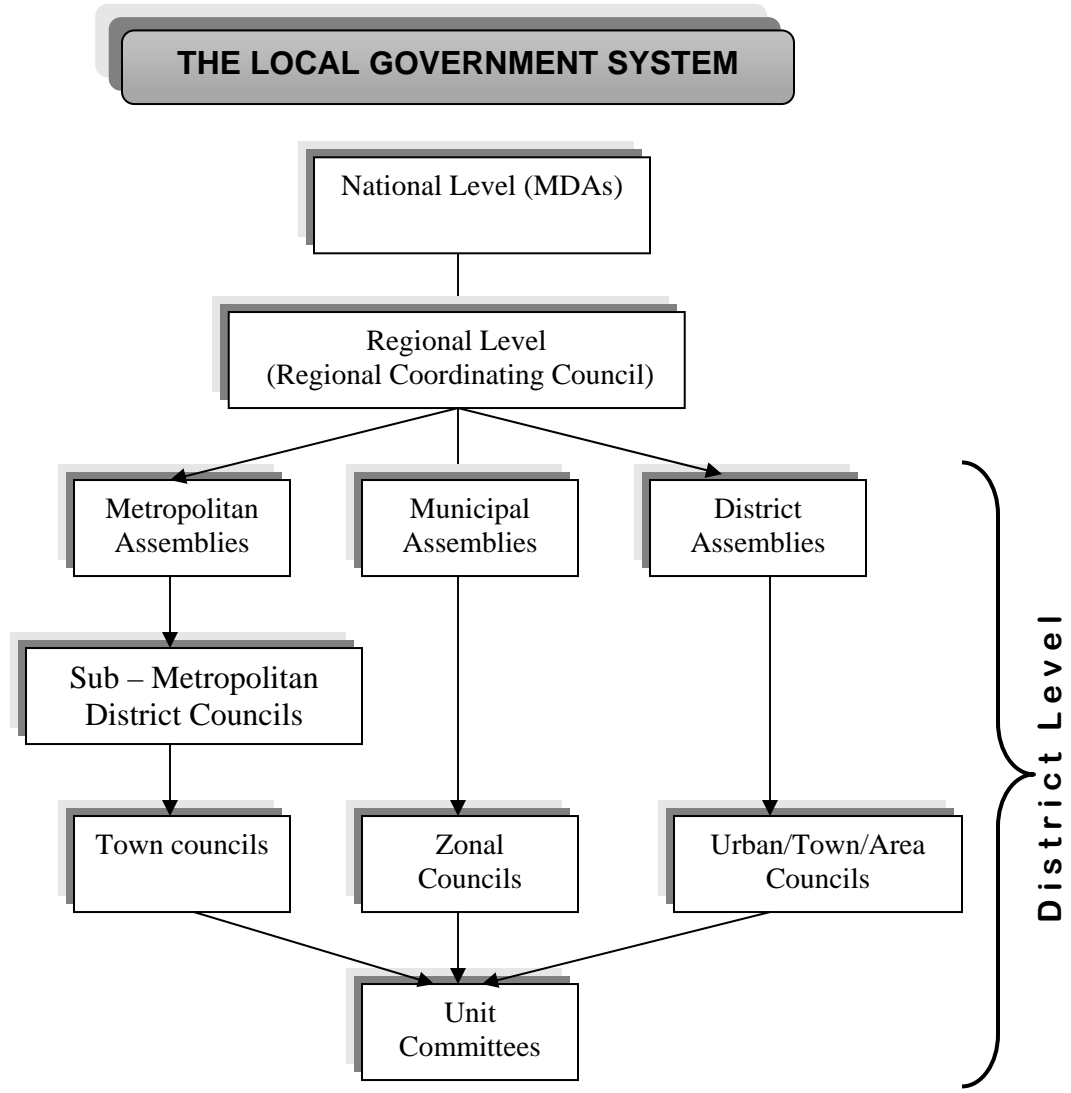 THE LOCAL GOVERNMENT SYSTEM
National Level (MDAs)
Regional Level
(Regional Coordinating Council)
Metropolitan
Assemblies
Municipal
Assemblies
District
Assemblies
Sub – Metropolitan
District Councils
Town councils
Zonal
Councils
Urban/Town/Area
Councils
Unit
Committees
District Level